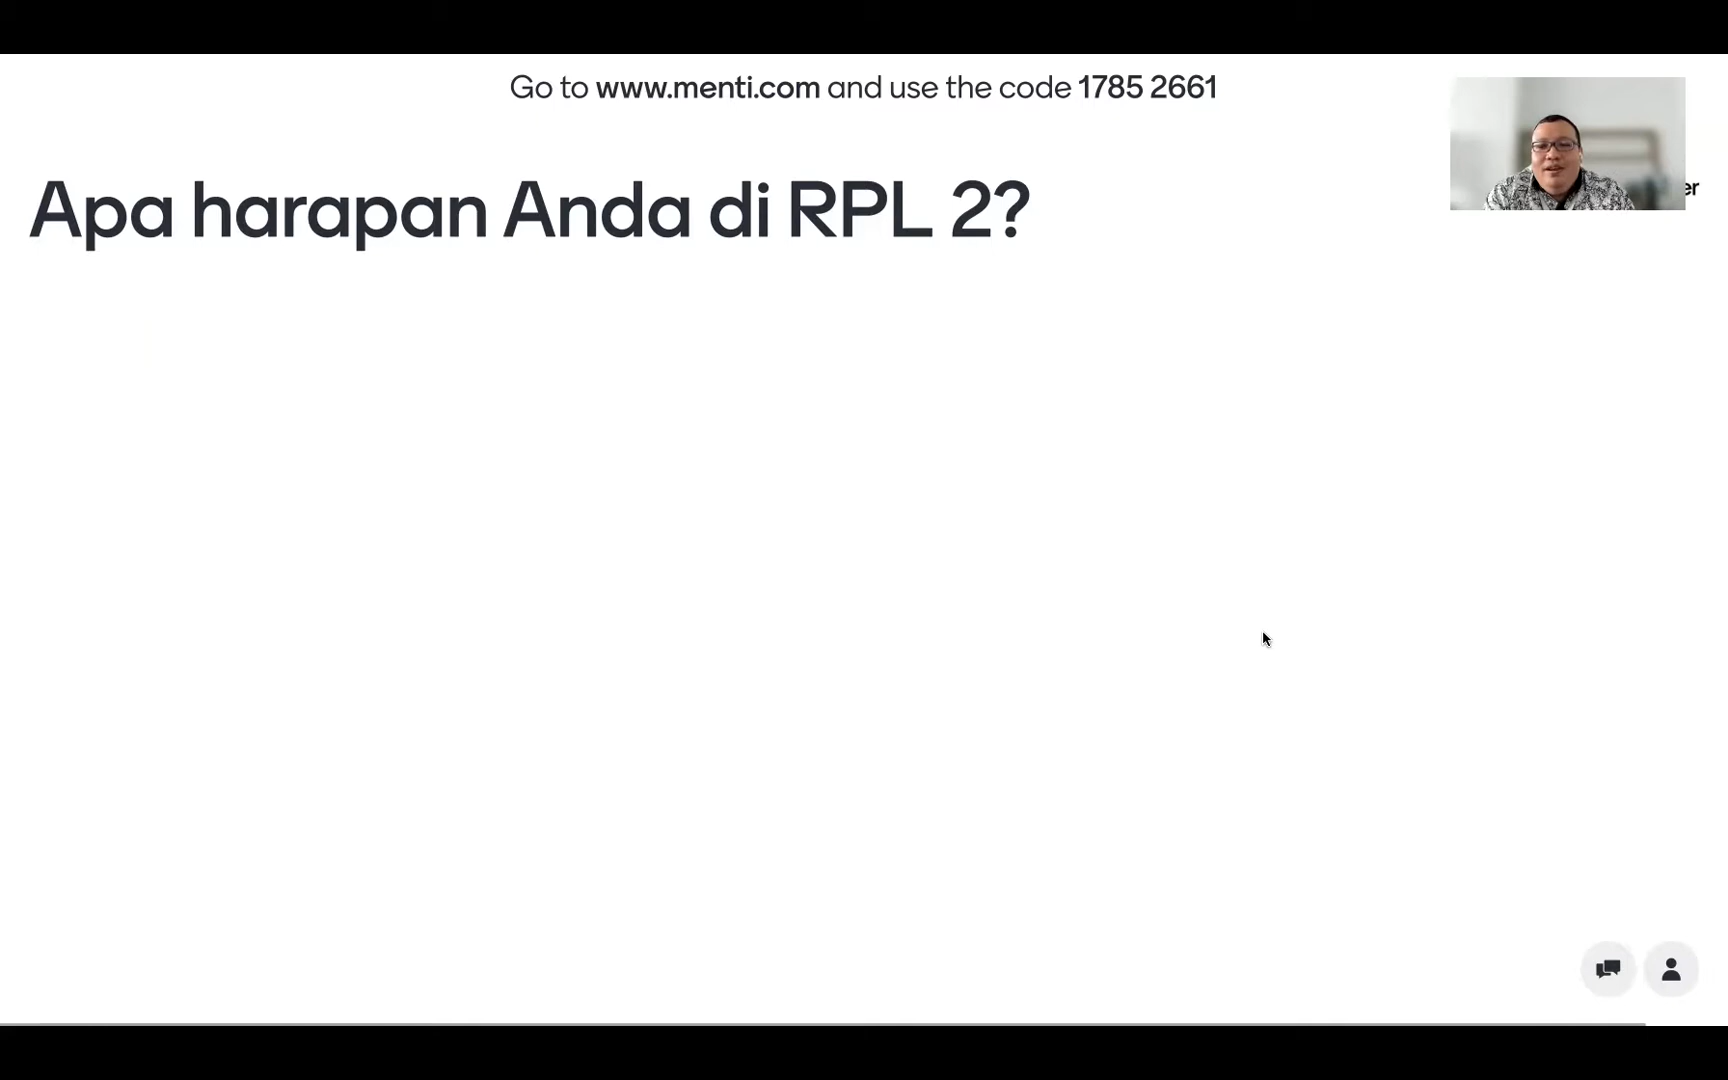 Go to www.menti.com and use the code 1785 2661
Apa harapan Anda di RPL 2?